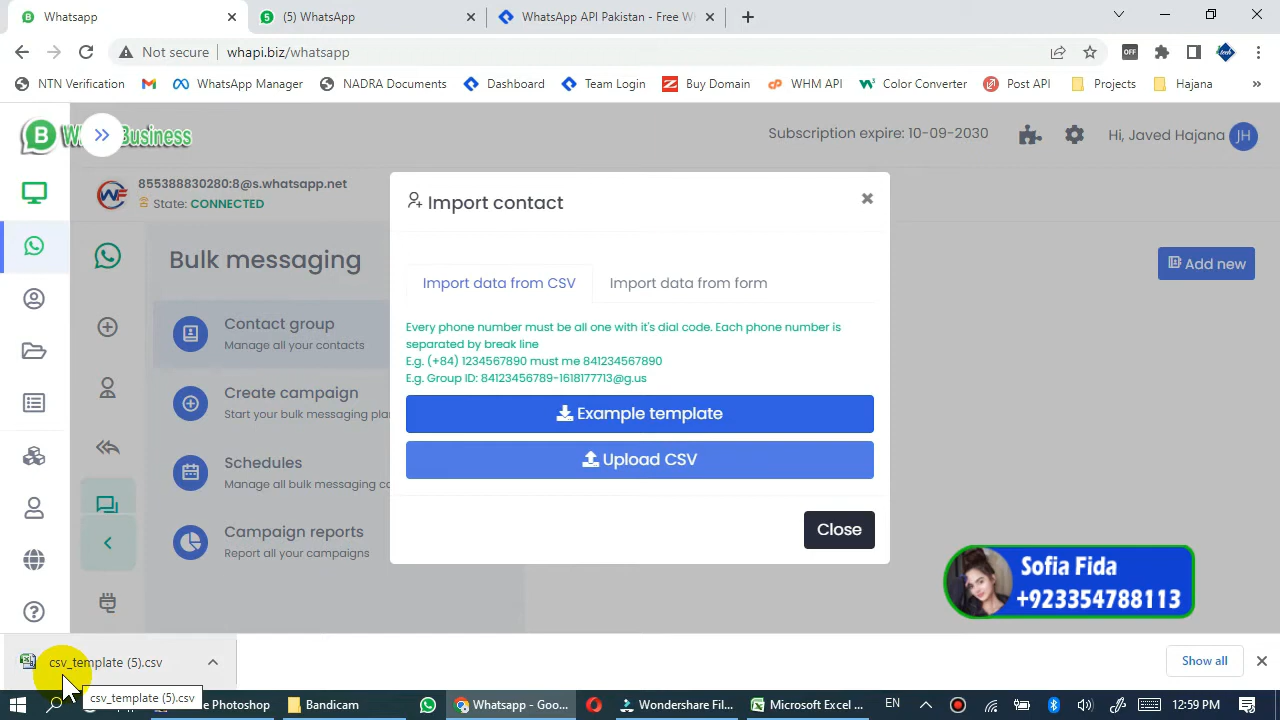 Whatsapp
(5) WhatsApp
WhatsApp API Pakistan - Free W
Not secure
whapi.biz/whatsapp
NTN Verification
WhatsApp Manager
NADRA Documents
Dashboard
Team Login
Buy Domain
WHM API
Color Converter
Post API
Projects
Hajana
»
Business
Subscription expire: 10-09-2030
Hi, Javed Hajana
JH
855388830280:8@s.whatsapp.net
State: CONNECTED
Import contact
Bulk messaging
Add new
Import data from CSV
Import data from form
Contact group
Manage all your contacts
Every phone number must be all one with it's dial code. Each phone number is
separated by break line
E.g. (+84) 1234567890 must me 841234567890
E.g. Group ID: 84123456789-1618177713@g.us
Create campaign
Start your bulk messaging pla
Example template
Schedules
Manage all bulk messaging c
Upload CSV
Campaign reports
Report all your campaigns
Close
Sofia Fida
+923354788113
csv_template (5).csv
Show all
csv_template (5).csv
Photoshop
Bandicam
Whatsapp - Goo...
Wondershare Fil...
Microsoft Excel ...
EN
12:59 PM
OFF